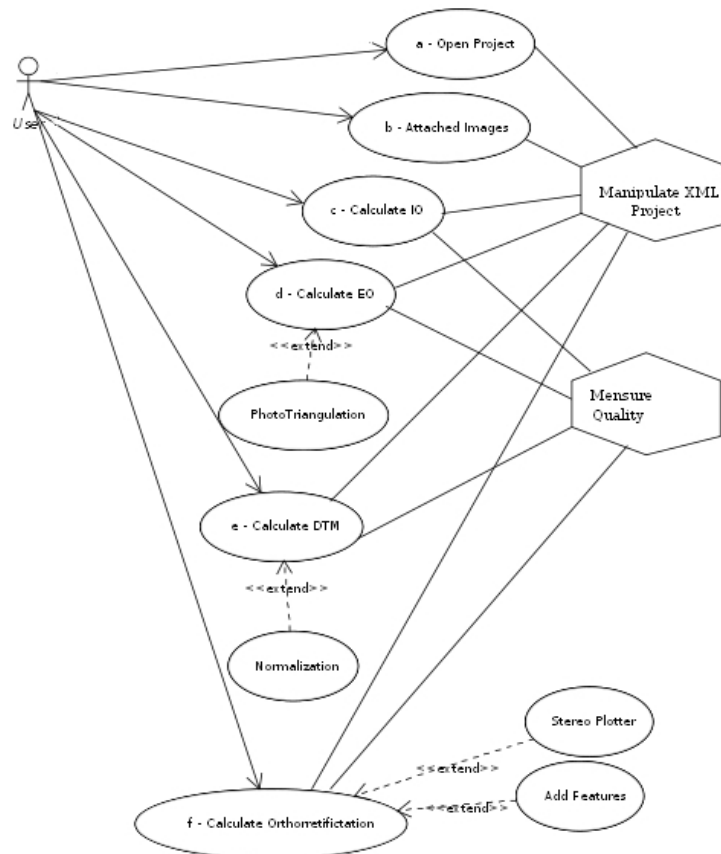 a - Open Project
User
b - Attached Images
Manipulate XML
Project
c - Calculate IO
d - Calculate EO
<<extend>>
PhotoTriangulation
Mensure
Quality
e - Calculate DTM
<<extend>>
Normalization
Stereo Plotter
<<extend>>
Add Features
<<extend>>
f - Calculate Orthorretifictation